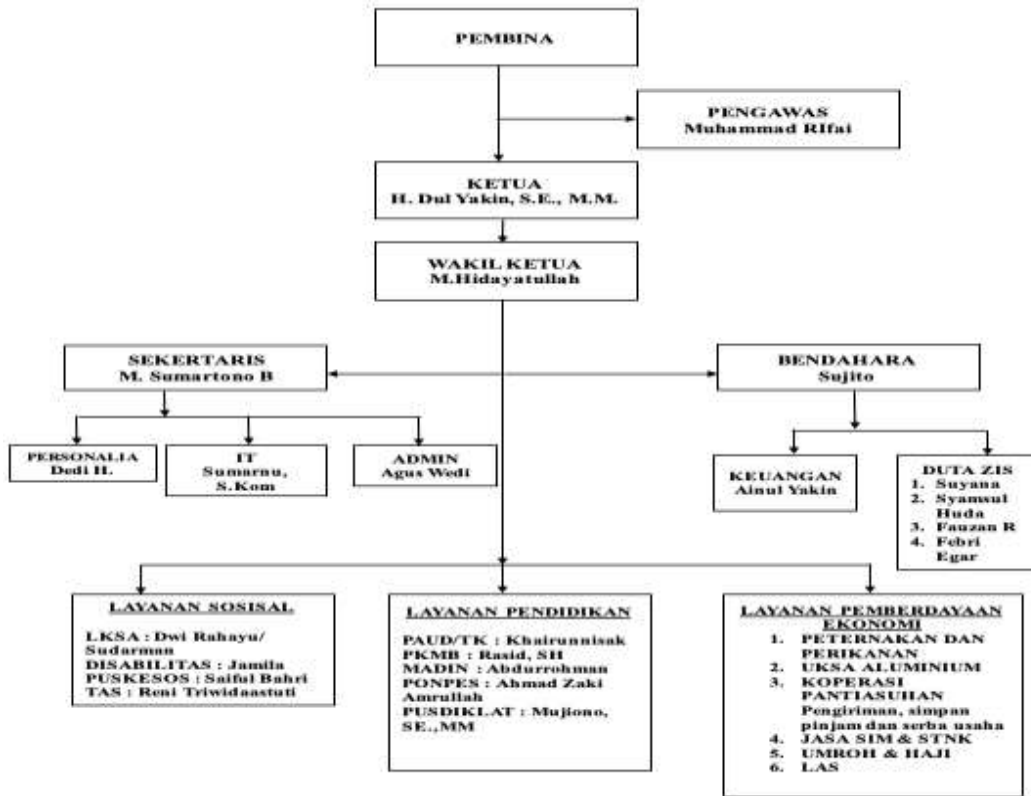 PEMBINA
PENGAWAS
Muhammad RIfai
KETUA
H. Dul Yakin, S.E., M.M.
WAKIL KETUA
M.Hidayatullah
SEKERTARIS
M. Sumartono B
BENDAHARA
Sujito
PERSONALIA
Dedi H.
IT
Sumarnu,
S.Kom
ADMIN
Agus Wedi
KEUANGAN
Ainul Yakin
DUTA ZIS
1. Suyana
2. Syamsul
Huda
3. Fauzan R
4. Febri
Egar
LAYANAN SOSISAL
LKSA : Dwi Rahayu/
Sudarman
DISABILITAS : Jamila
PUSKESOS : Saiful Bahri
TAS : Reni Triwidaastuti
LAYANAN PENDIDIKAN
PAUD/TK : Khairunnisak
PKMB : Rasid, SH
MADIN : Abdurrohman
PONPES : Ahmad Zaki
Amrullah
PUSDIKLAT : Mujiono,
SE.,MM
LAYANAN PEMBERDAYAAN
EKONOMI
1. PETERNAKAN DAN
PERIKANAN
2. UKSA ALUMINIUM
3. KOPERASI
PANTIASUHAN
Pengiriman, simpan
pinjam dan serba usaha
4. JASA SIM & STNK
5. UMROH & HAJI
6. LAS